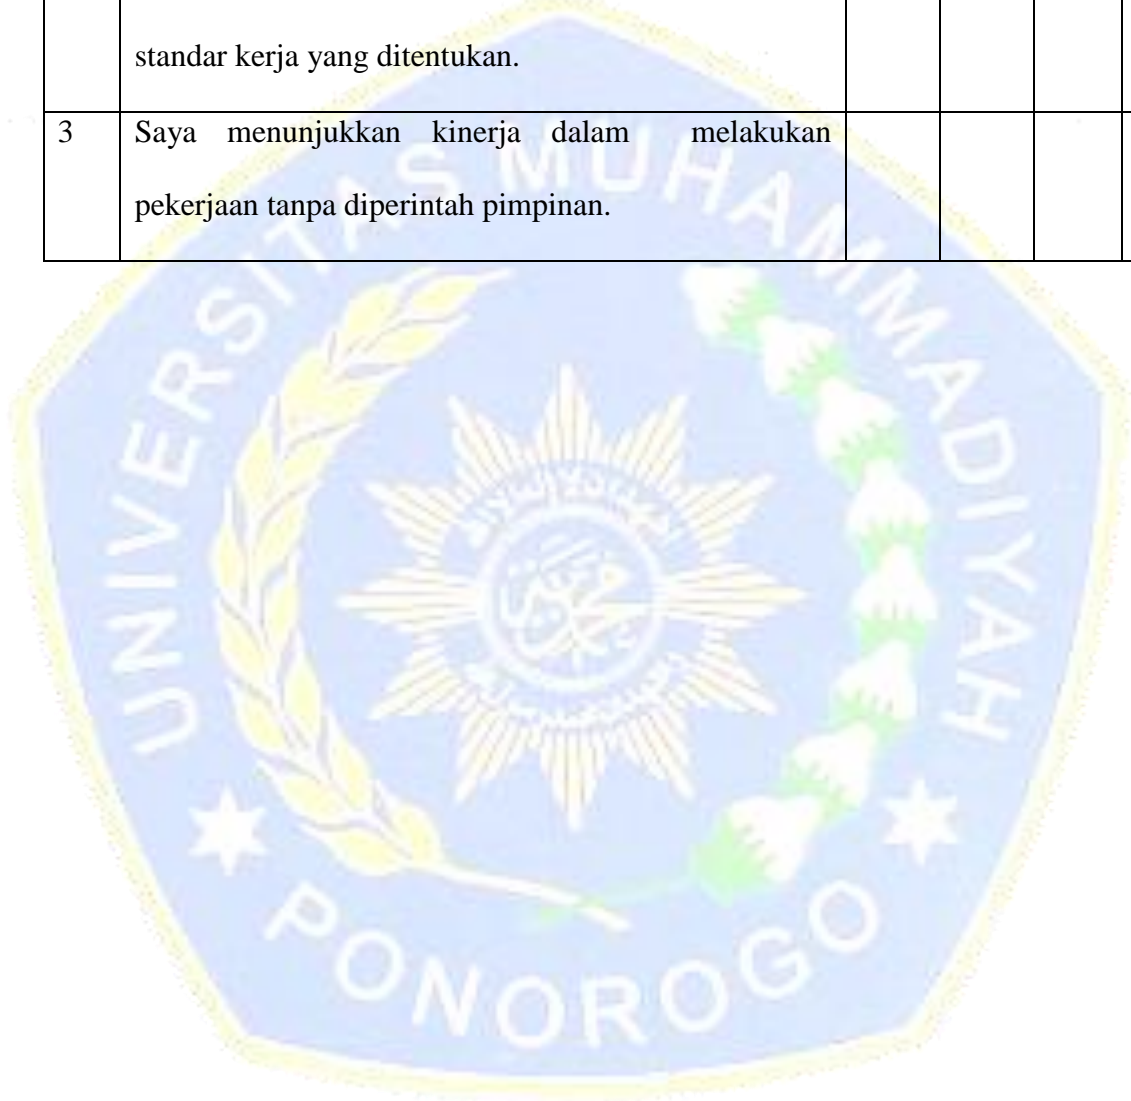 standar kerja yang ditentukan.
3 Saya menunjukkan kinerja dalam melakukan
pekerjaan tanpa diperintah pimpinan.
UNIVERSITAS MUHAMMADIYAH
PONOROGO